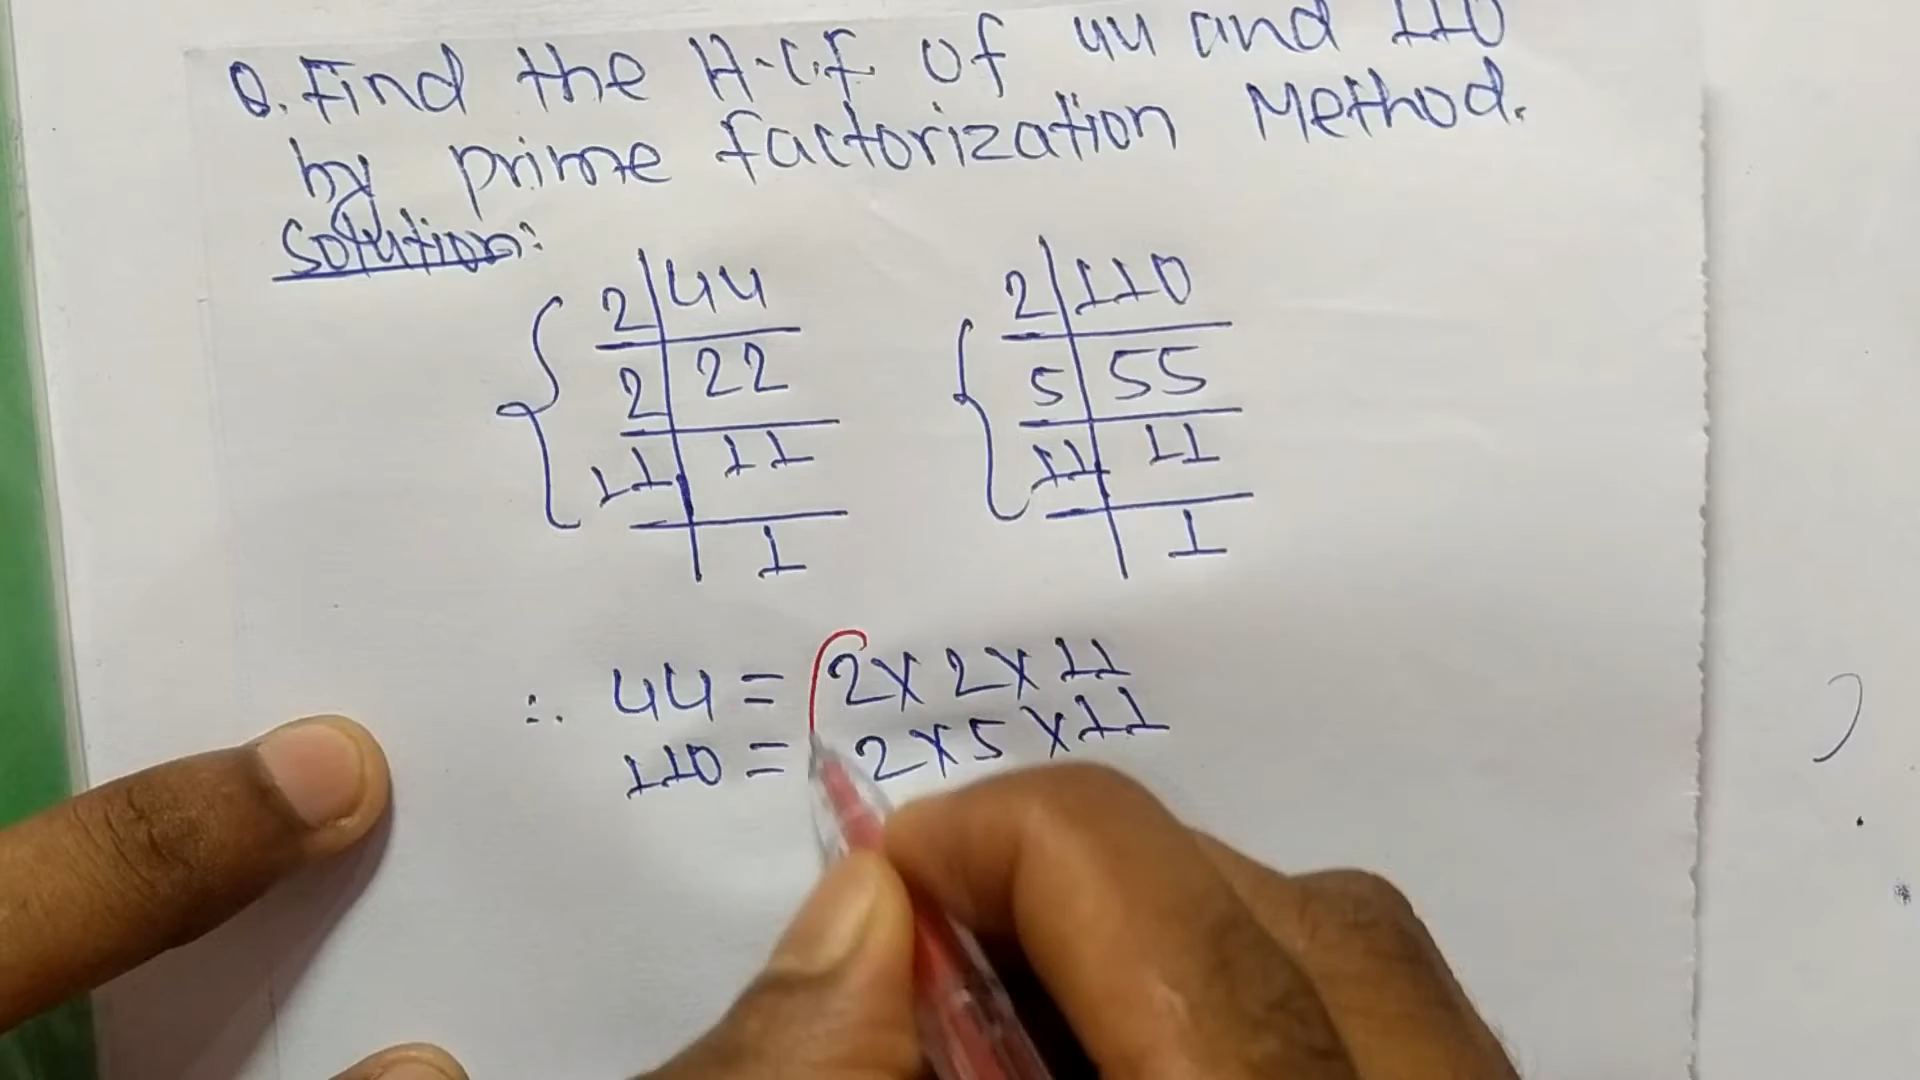 Q. Find the H.C.F of 44 and 110
by prime factorization Method.
Solution:
2 44
2 22
11 11
1
2 110
5 55
11 11
1
∴ 44 = 2 × 2 × 11
110 = 2 × 5 × 11